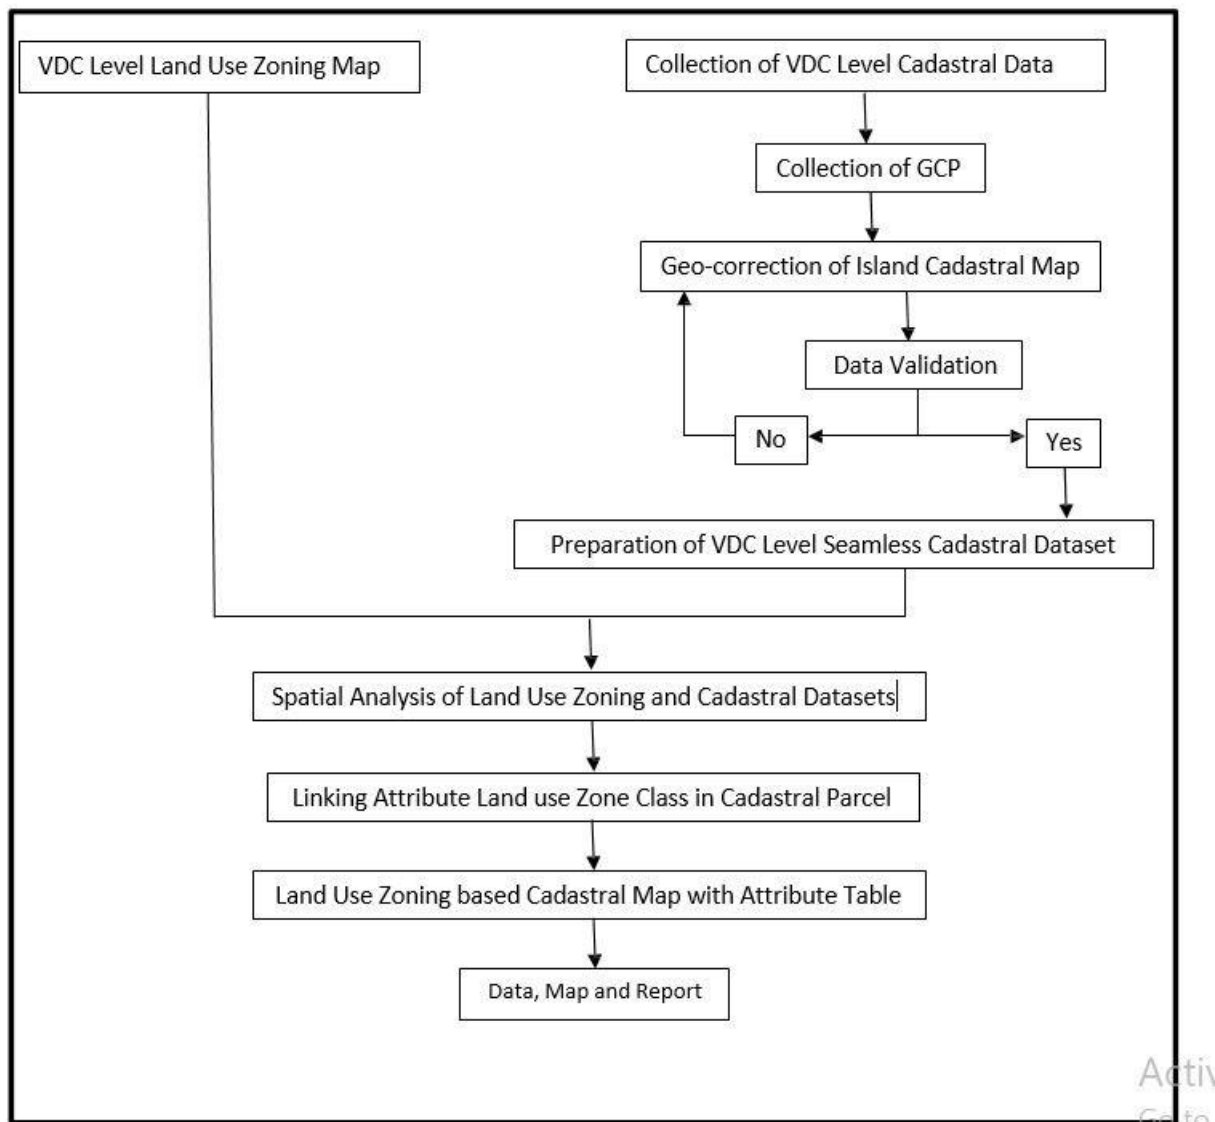 VDC Level Land Use Zoning Map
Collection of VDC Level Cadastral Data
Collection of GCP
Geo-correction of Island Cadastral Map
Data Validation
No
Yes
Preparation of VDC Level Seamless Cadastral Dataset
Spatial Analysis of Land Use Zoning and Cadastral Datasets
Linking Attribute Land use Zone Class in Cadastral Parcel
Land Use Zoning based Cadastral Map with Attribute Table
Data, Map and Report